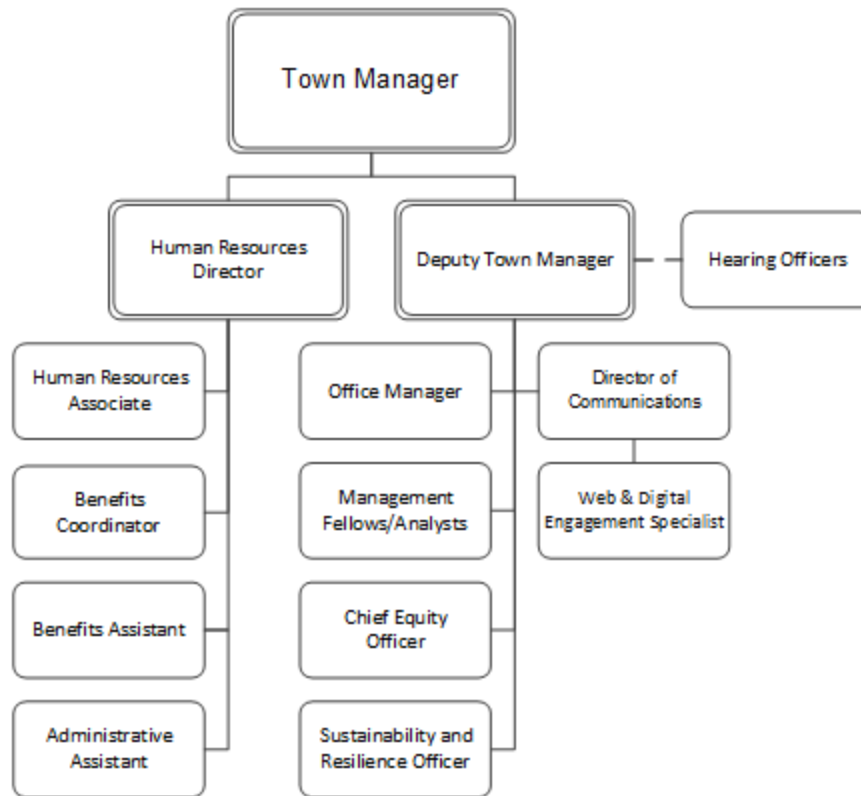 Town Manager
Human Resources
Director
Deputy Town Manager
Hearing Officers
Human Resources
Associate
Office Manager
Director of
Communications
Benefits
Coordinator
Management
Fellows/Analysts
Web & Digital
Engagement Specialist
Benefits Assistant
Chief Equity
Officer
Administrative
Assistant
Sustainability and
Resilience Officer